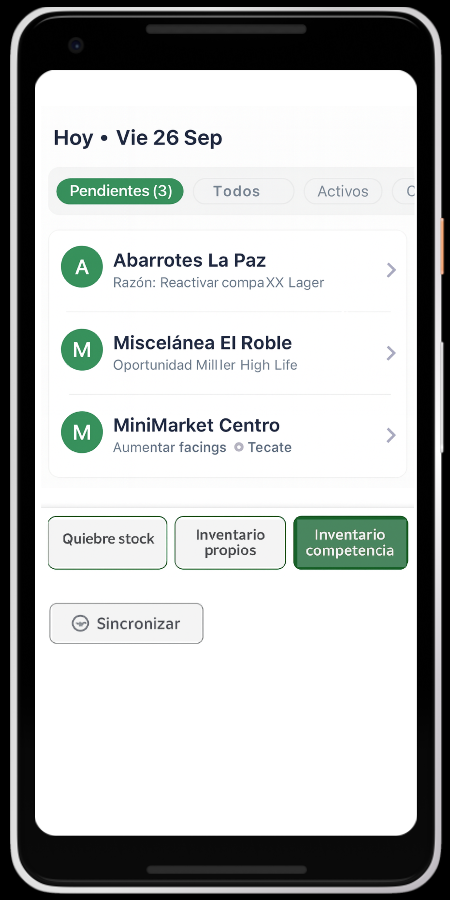 Hoy • Vie 26 Sep
Pendientes (3) Todos Activos C
A
Abarrotes La Paz
Razón: Reactivar compaXX Lager
M
Miscelánea El Roble
Oportunidad Milller High Life
M
MiniMarket Centro
Aumentar facings Tecate
Quiebre stock
Inventario
propios
Inventario
competencia
Sincronizar